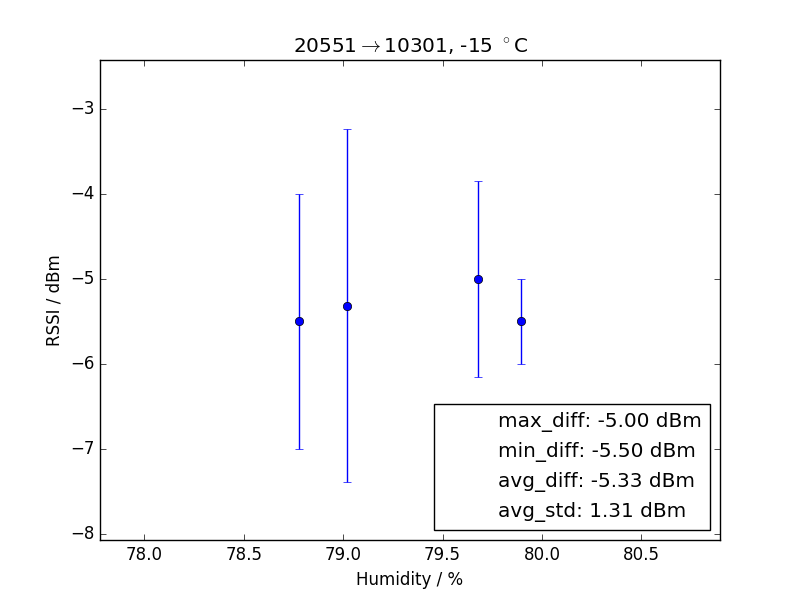 20551→10301, -15 °C
RSSI / dBm
−3
−4
−5
−6
−7
−8
max_diff: -5.00 dBm
min_diff: -5.50 dBm
avg_diff: -5.33 dBm
avg_std: 1.31 dBm
78.0 78.5 79.0 79.5 80.0 80.5
Humidity / %